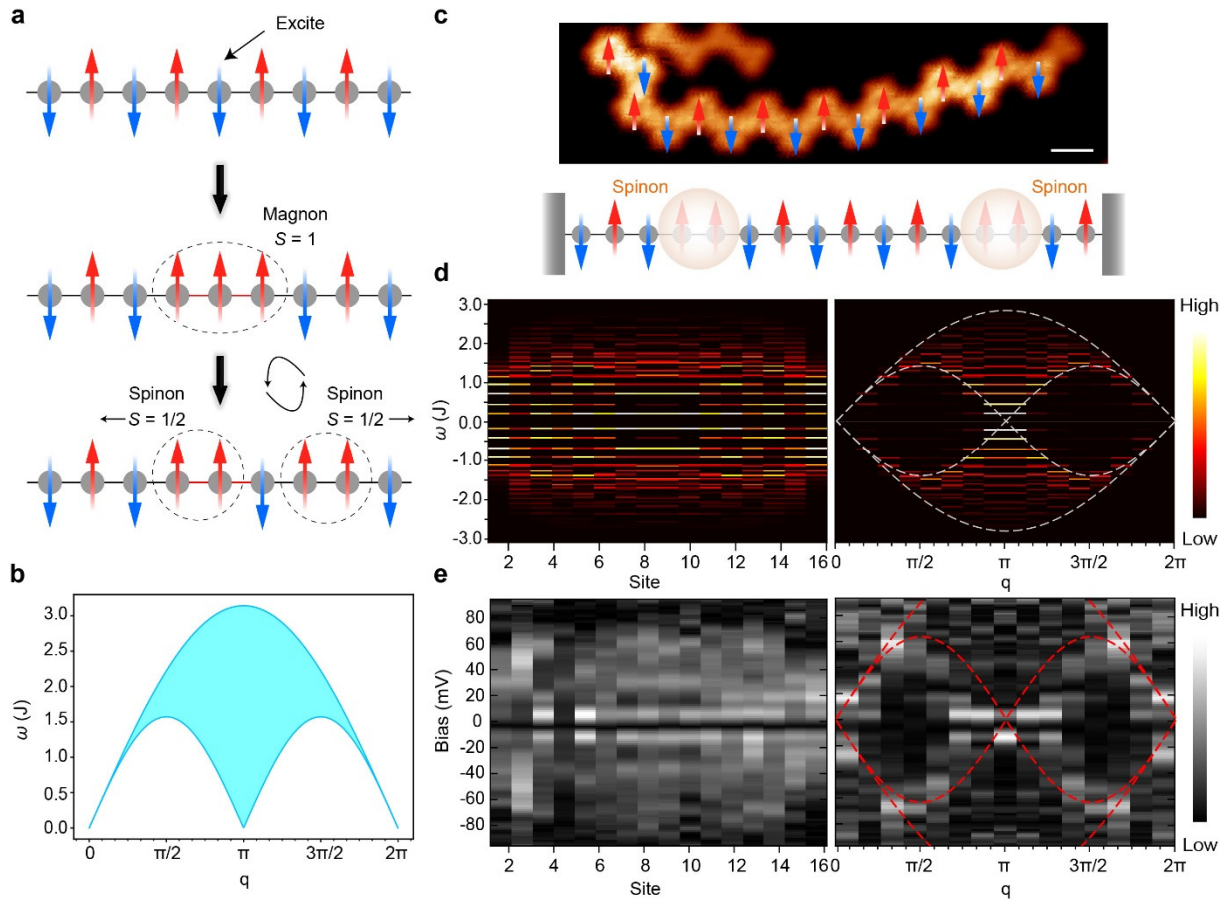 a
Excite
Magnon
S = 1
Spinon
S = 1/2
Spinon
S = 1/2
b
ω (J)
3.0
2.5
2.0
1.5
1.0
0.5
0.0
0 π/2 π 3π/2 2π
q
c
Spinon Spinon
d
ω (J)
3.0
2.0
1.0
0.0
-1.0
-2.0
-3.0
2 4 6 8 10 12 14 16
Site
0 π/2 π 3π/2 2π
q
High
Low
e
Bias (mV)
80
60
40
20
0
-20
-40
-60
-80
2 4 6 8 10 12 14 16
Site
0 π/2 π 3π/2 2π
q
High
Low